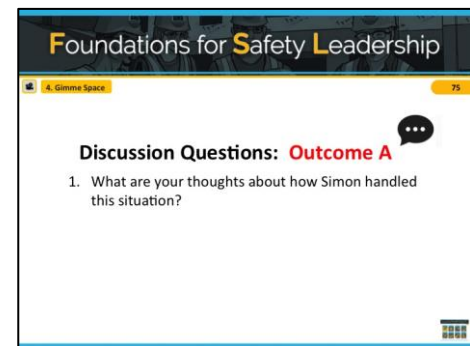 Foundations for Safety Leadership
4. Gimme Space
75
Discussion Questions: Outcome A
1. What are your thoughts about how Simon handled
this situation?